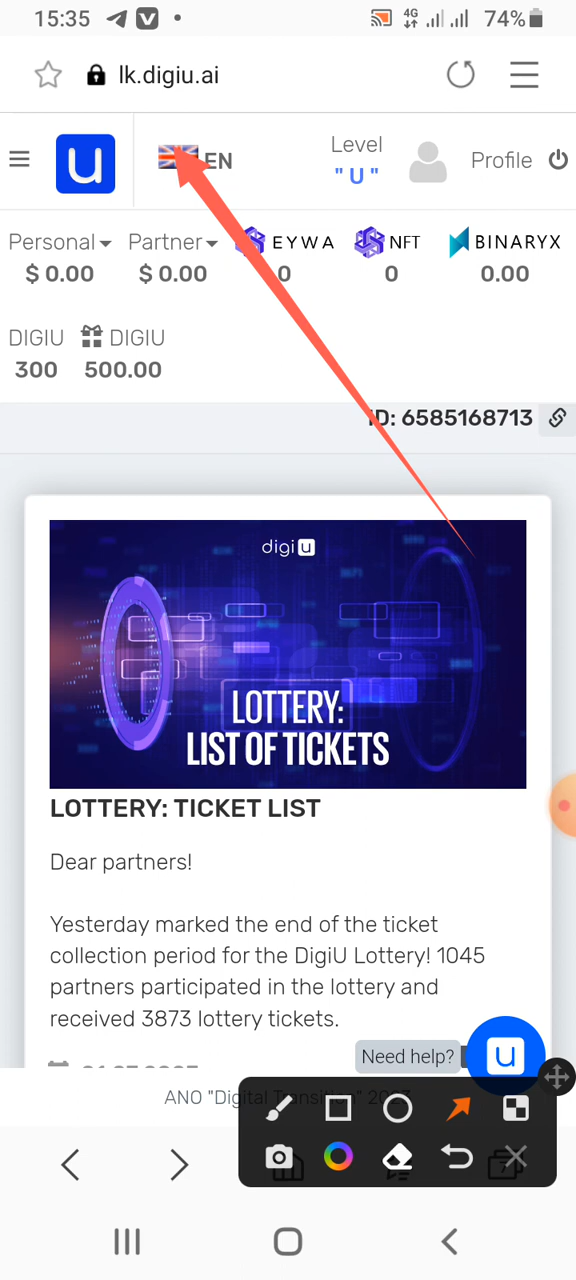 15:35 4G 74%
lk.digiu.ai
u EN Level "U" Profile
Personal Partner EYWA NFT BINARYX
$ 0.00 $ 0.00 0 0 0.00
DIGIU DIGIU
300 500.00
ID: 6585168713
digi u
LOTTERY:
LIST OF TICKETS
LOTTERY: TICKET LIST
Dear partners!
Yesterday marked the end of the ticket
collection period for the DigiU Lottery! 1045
partners participated in the lottery and
received 3873 lottery tickets.
Need help? u
ANO "Digital Transition" 2023